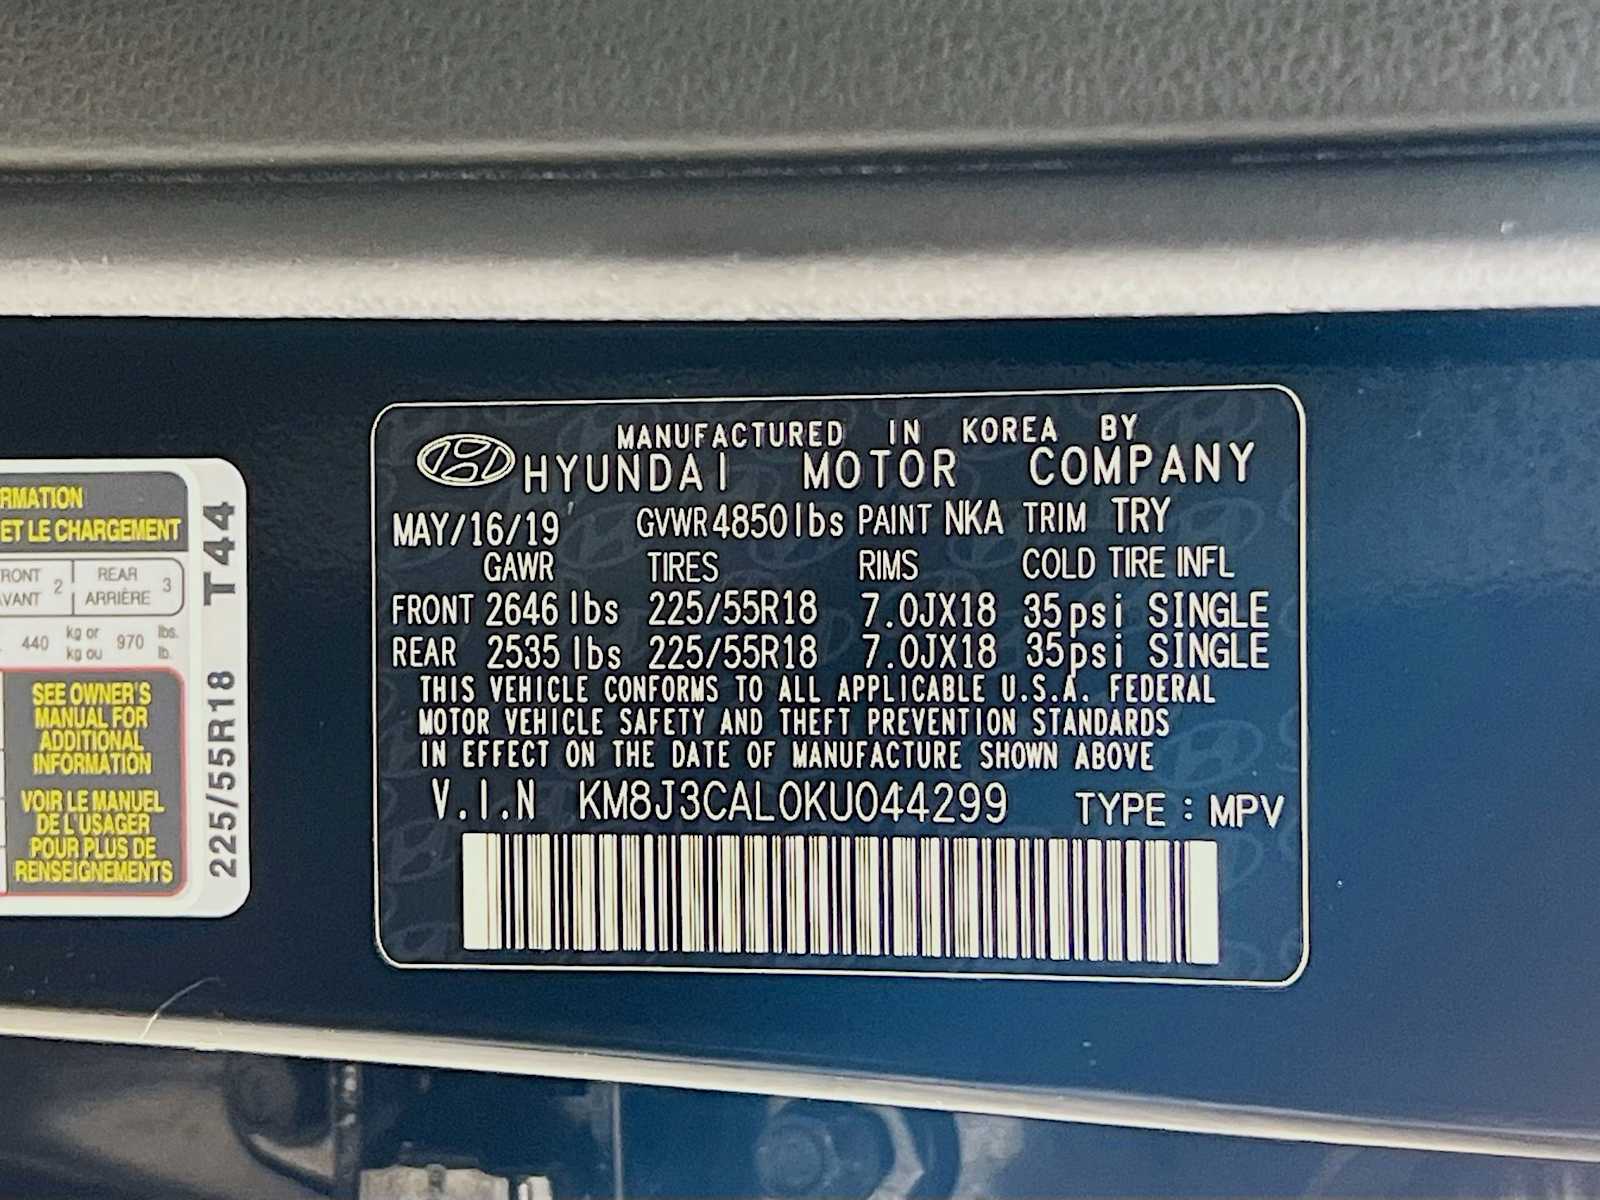 MANUFACTURED IN KOREA BY
HYUNDAI MOTOR COMPANY
MAY/16/19 GVWR 4850lbs PAINT NKA TRIM TRY
GAWR TIRES RIMS COLD TIRE INFL
FRONT 2646 lbs 225/55R18 7.0JX18 35psi SINGLE
REAR 2535 lbs 225/55R18 7.0JX18 35psi SINGLE
THIS VEHICLE CONFORMS TO ALL APPLICABLE U.S.A. FEDERAL
MOTOR VEHICLE SAFETY AND THEFT PREVENTION STANDARDS
IN EFFECT ON THE DATE OF MANUFACTURE SHOWN ABOVE
V.I.N KM8J3CAL0KU044299 TYPE : MPV
RMATION
ET LE CHARGEMENT
RONT 2 REAR 3
AVANT ARRIÈRE
440 kg or 970 lbs.
kg ou lb.
SEE OWNER'S
MANUAL FOR
ADDITIONAL
INFORMATION
VOIR LE MANUEL
DE L'USAGER
POUR PLUS DE
RENSEIGNEMENTS
225/55R18 T44